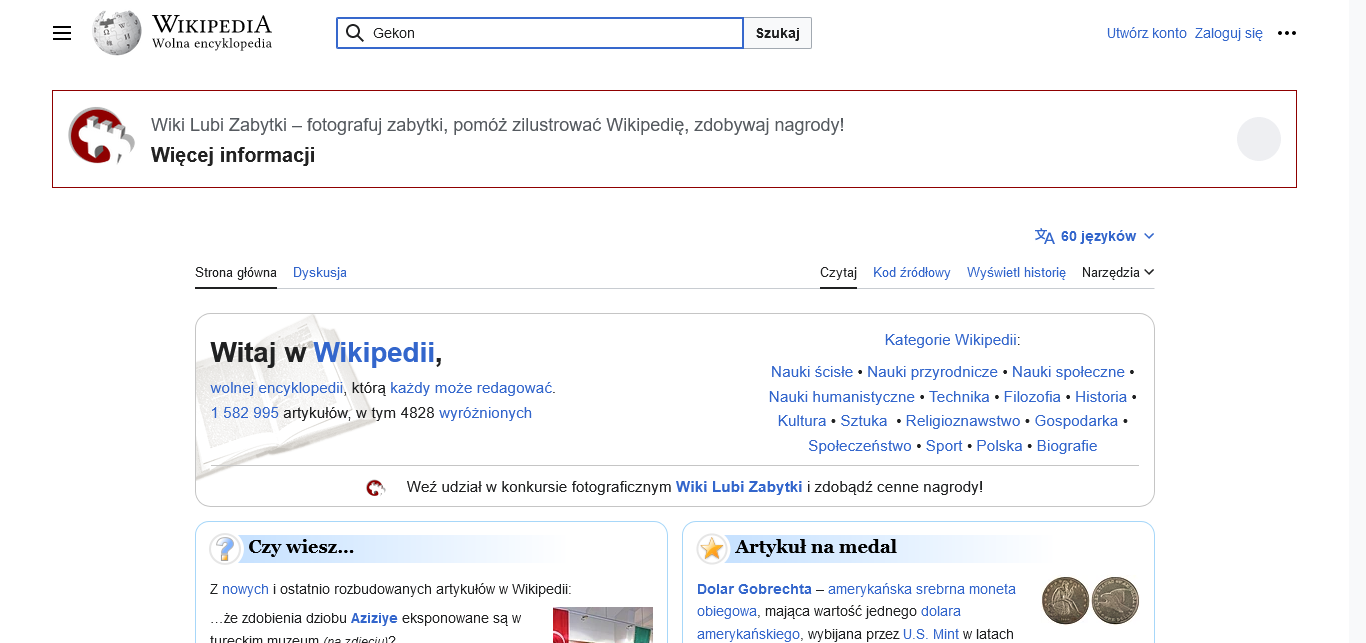 WIKIPEDIA
Wolna encyklopedia
Gekon
Szukaj
Utwórz konto Zaloguj się
Wiki Lubi Zabytki – fotografuj zabytki, pomóż zilustrować Wikipedię, zdobywaj nagrody!
Więcej informacji
60 języków
Strona główna Dyskusja
Czytaj Kod źródłowy Wyświetl historię Narzędzia
Witaj w Wikipedii,
wolnej encyklopedii, którą każdy może redagować.
1 582 995 artykułów, w tym 4828 wyróżnionych
Kategorie Wikipedii:
Nauki ścisłe • Nauki przyrodnicze • Nauki społeczne •
Nauki humanistyczne • Technika • Filozofia • Historia •
Kultura • Sztuka • Religioznawstwo • Gospodarka •
Społeczeństwo • Sport • Polska • Biografie
Weź udział w konkursie fotograficznym Wiki Lubi Zabytki i zdobądź cenne nagrody!
Czy wiesz...
Z nowych i ostatnio rozbudowanych artykułów w Wikipedii:
…że zdobienia dziobu Aziziye eksponowane są w
tureckim muzeum (na zdjęciu)?
Artykuł na medal
Dolar Gobrechta – amerykańska srebrna moneta
obiegowa, mająca wartość jednego dolara
amerykańskiego, wybijana przez U.S. Mint w latach